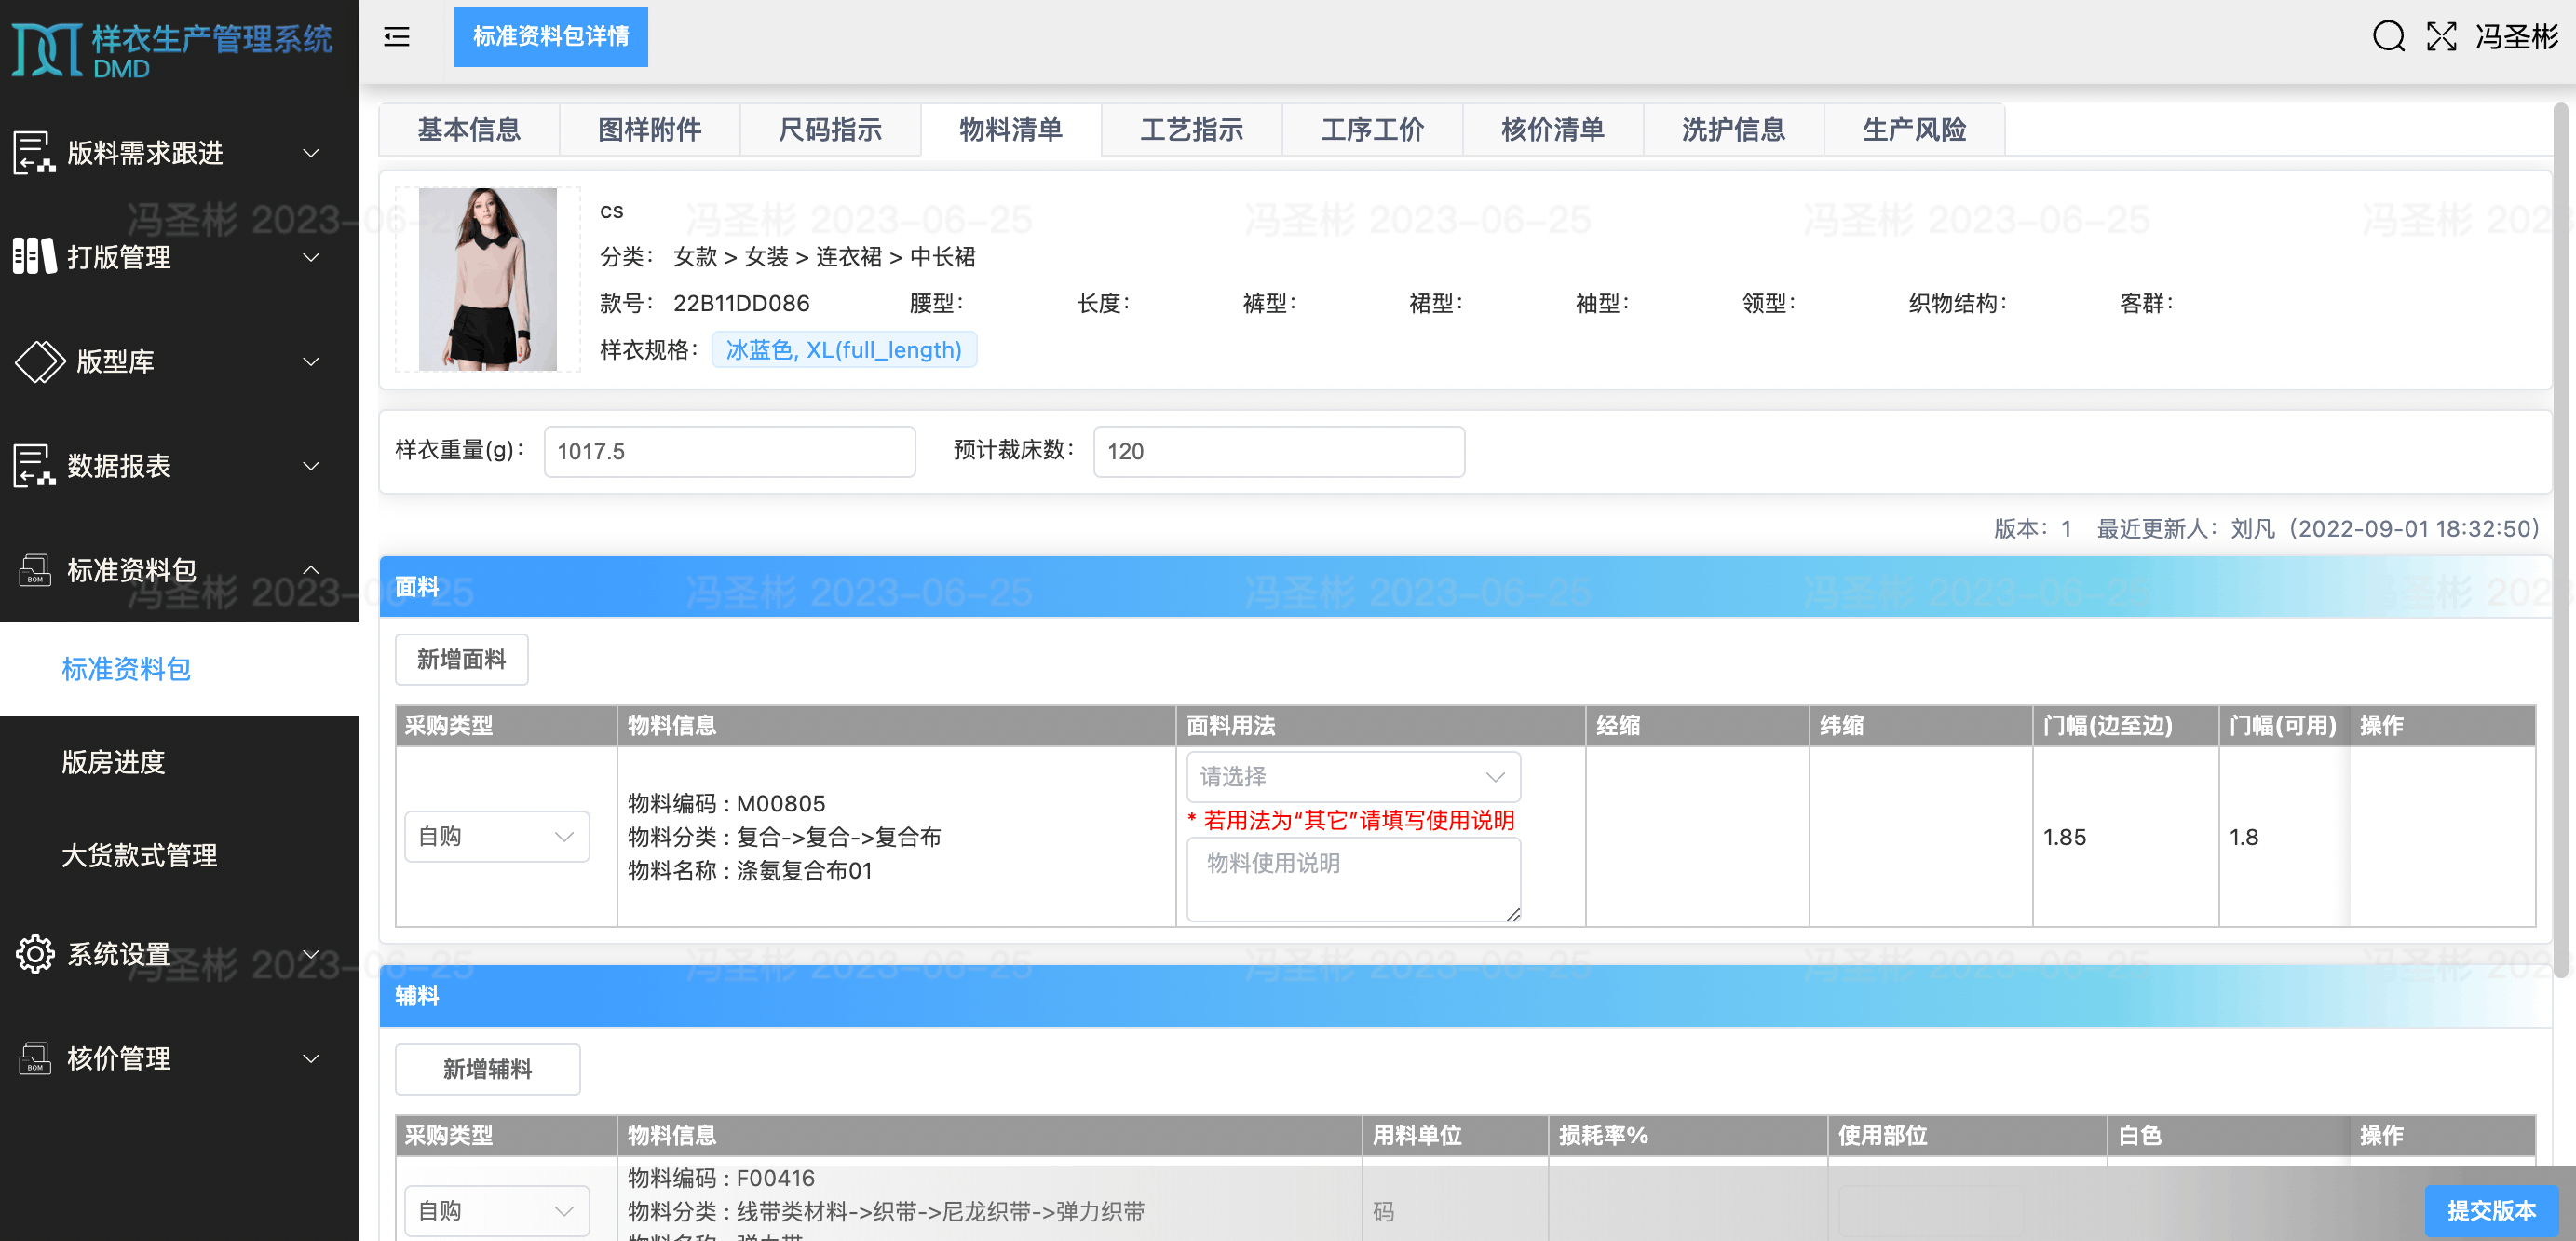 样衣生产管理系统
DMD
标准资料包详情
冯圣彬
版料需求跟进
打版管理
版型库
数据报表
标准资料包
标准资料包
版房进度
大货款式管理
系统设置
核价管理
基本信息 图样附件 尺码指示 物料清单 工艺指示 工序工价 核价清单 洗护信息 生产风险
cs
分类： 女款 > 女装 > 连衣裙 > 中长裙
款号： 22B11DD086 腰型： 长度： 裤型： 裙型： 袖型： 领型： 织物结构： 客群：
样衣规格： 冰蓝色, XL(full_length)
样衣重量(g)： 1017.5 预计裁床数： 120
版本：1 最近更新人：刘凡（2022-09-01 18:32:50）
面料
新增面料
采购类型 物料信息 面料用法 经缩 纬缩 门幅(边至边) 门幅(可用) 操作
自购
物料编码 : M00805
物料分类 : 复合->复合->复合布
物料名称 : 涤氨复合布01
请选择
* 若用法为“其它”请填写使用说明
物料使用说明
1.85 1.8
辅料
新增辅料
采购类型 物料信息 用料单位 损耗率% 使用部位 白色 操作
自购
物料编码 : F00416
物料分类 : 线带类材料->织带->尼龙织带->弹力织带
物料名称 : 弹力带
码
提交版本
冯圣彬 2023-06-25